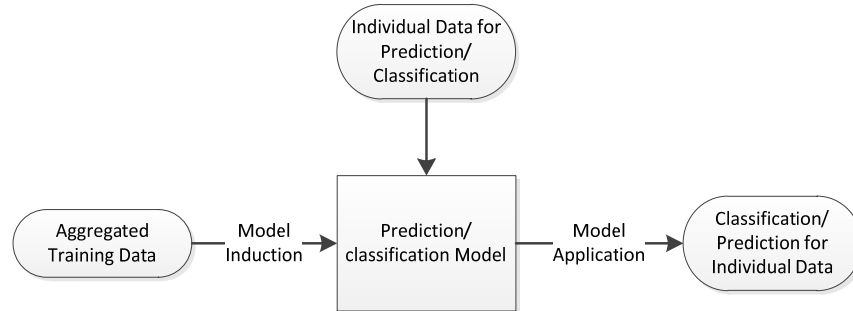 Individual Data for
Prediction/
Classification
Aggregated
Training Data
Model
Induction
Prediction/
classification Model
Model
Application
Classification/
Prediction for
Individual Data